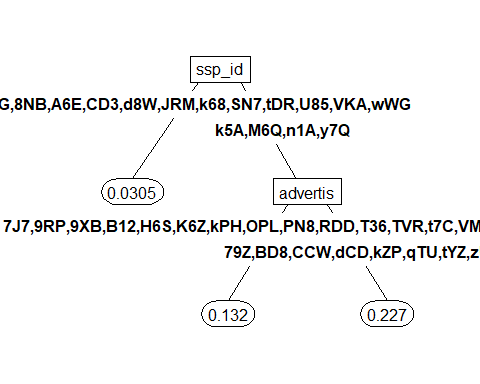 ssp_id
G,8NB,A6E,CD3,d8W,JRM,k68,SN7,tDR,U85,VKA,wWG
k5A,M6Q,n1A,y7Q
0.0305
advertis
7J7,9RP,9XB,B12,H6S,K6Z,kPH,OPL,PN8,RDD,T36,TVR,t7C,VM
79Z,BD8,CCW,dCD,kZP,qTU,tYZ,z
0.132
0.227